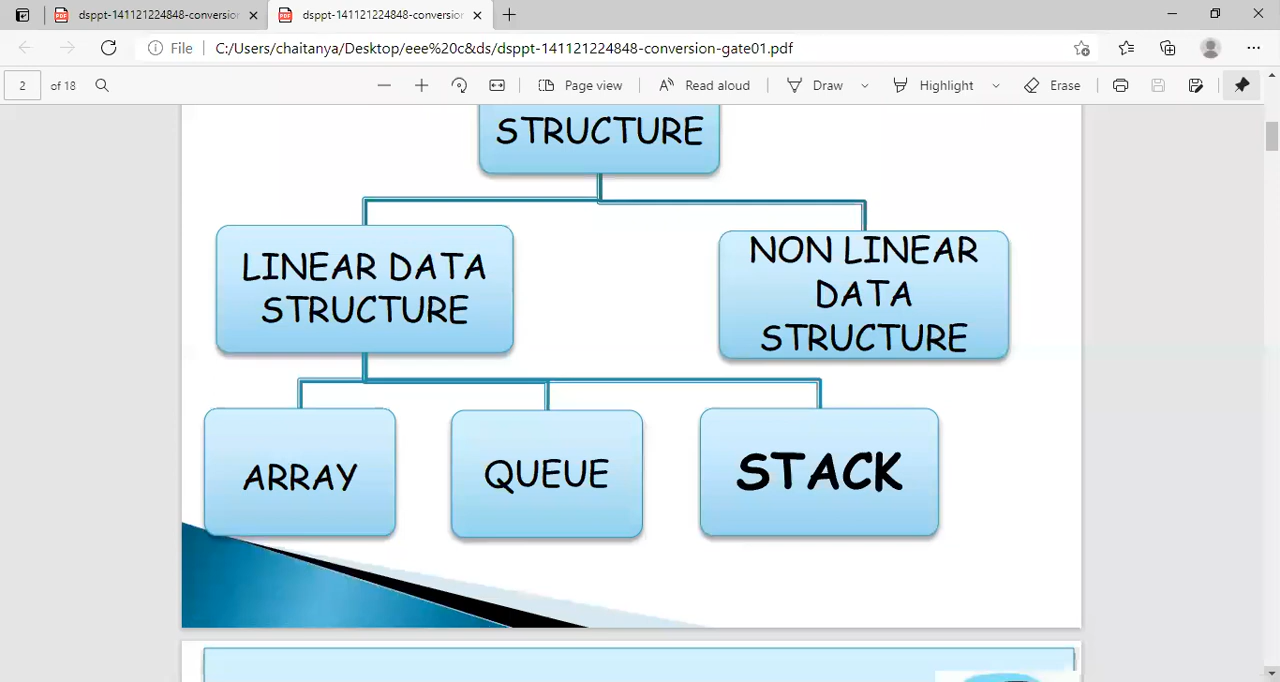 dsppt-141121224848-conversion
dsppt-141121224848-conversion
File
C:/Users/chaitanya/Desktop/eee%20c&ds/dsppt-141121224848-conversion-gate01.pdf
2 of 18
Page view
Read aloud
Draw
Highlight
Erase
STRUCTURE
LINEAR DATA
STRUCTURE
NON LINEAR
DATA
STRUCTURE
ARRAY
QUEUE
STACK